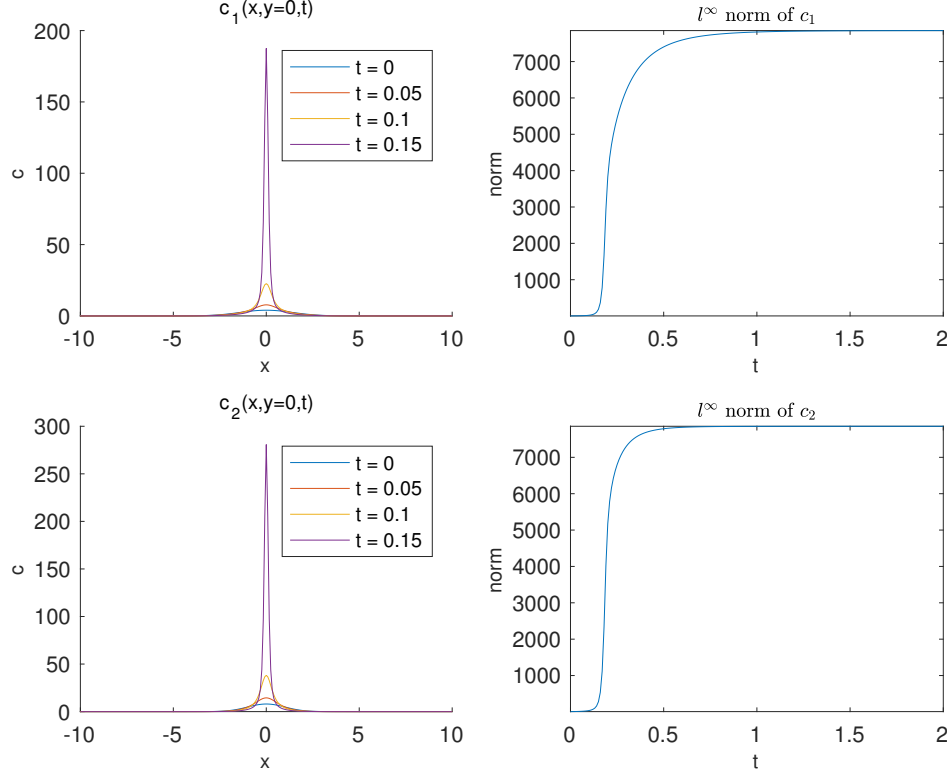 c1(x,y=0,t)
200
150
100
50
0
c
-10
-5
0
5
10
x
t = 0
t = 0.05
t = 0.1
t = 0.15
l∞ norm of c1
7000
6000
5000
4000
3000
2000
1000
norm
0
0.5
1
1.5
2
t
c2(x,y=0,t)
300
250
200
150
100
50
0
c
-10
-5
0
5
10
x
t = 0
t = 0.05
t = 0.1
t = 0.15
l∞ norm of c2
7000
6000
5000
4000
3000
2000
1000
norm
0
0.5
1
1.5
2
t